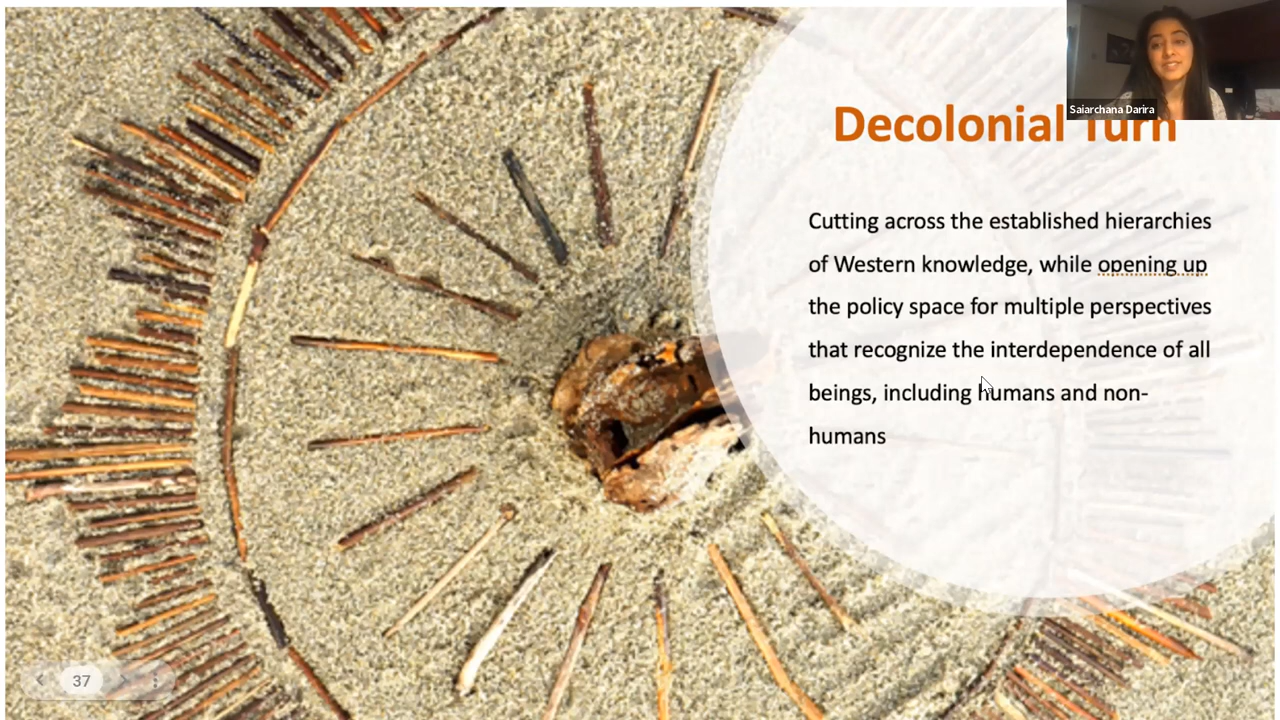 Saiarchana Darira
Decolonial Turn
Cutting across the established hierarchies
of Western knowledge, while opening up
the policy space for multiple perspectives
that recognize the interdependence of all
beings, including humans and non-
humans
37